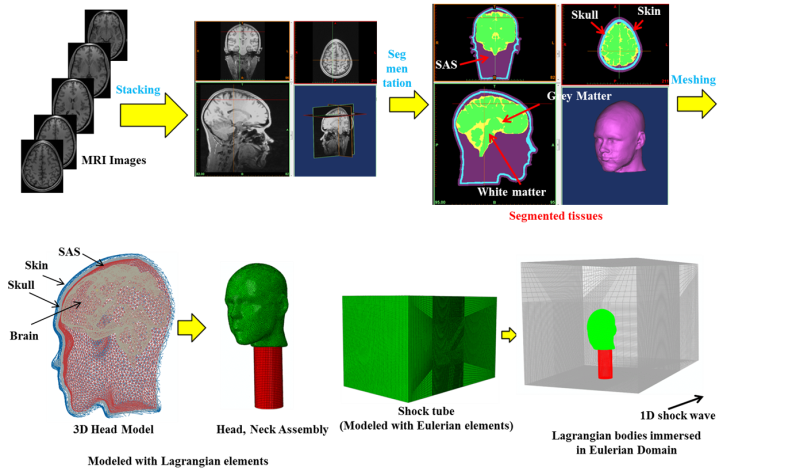 Stacking
MRI Images
Seg
men
tation
SAS
Skull
Skin
Grey Matter
White matter
Segmented tissues
Meshing
SAS
Skin
Skull
Brain
3D Head Model
Head, Neck Assembly
Modeled with Lagrangian elements
Shock tube
(Modeled with Eulerian elements)
1D shock wave
Lagrangian bodies immersed
in Eulerian Domain